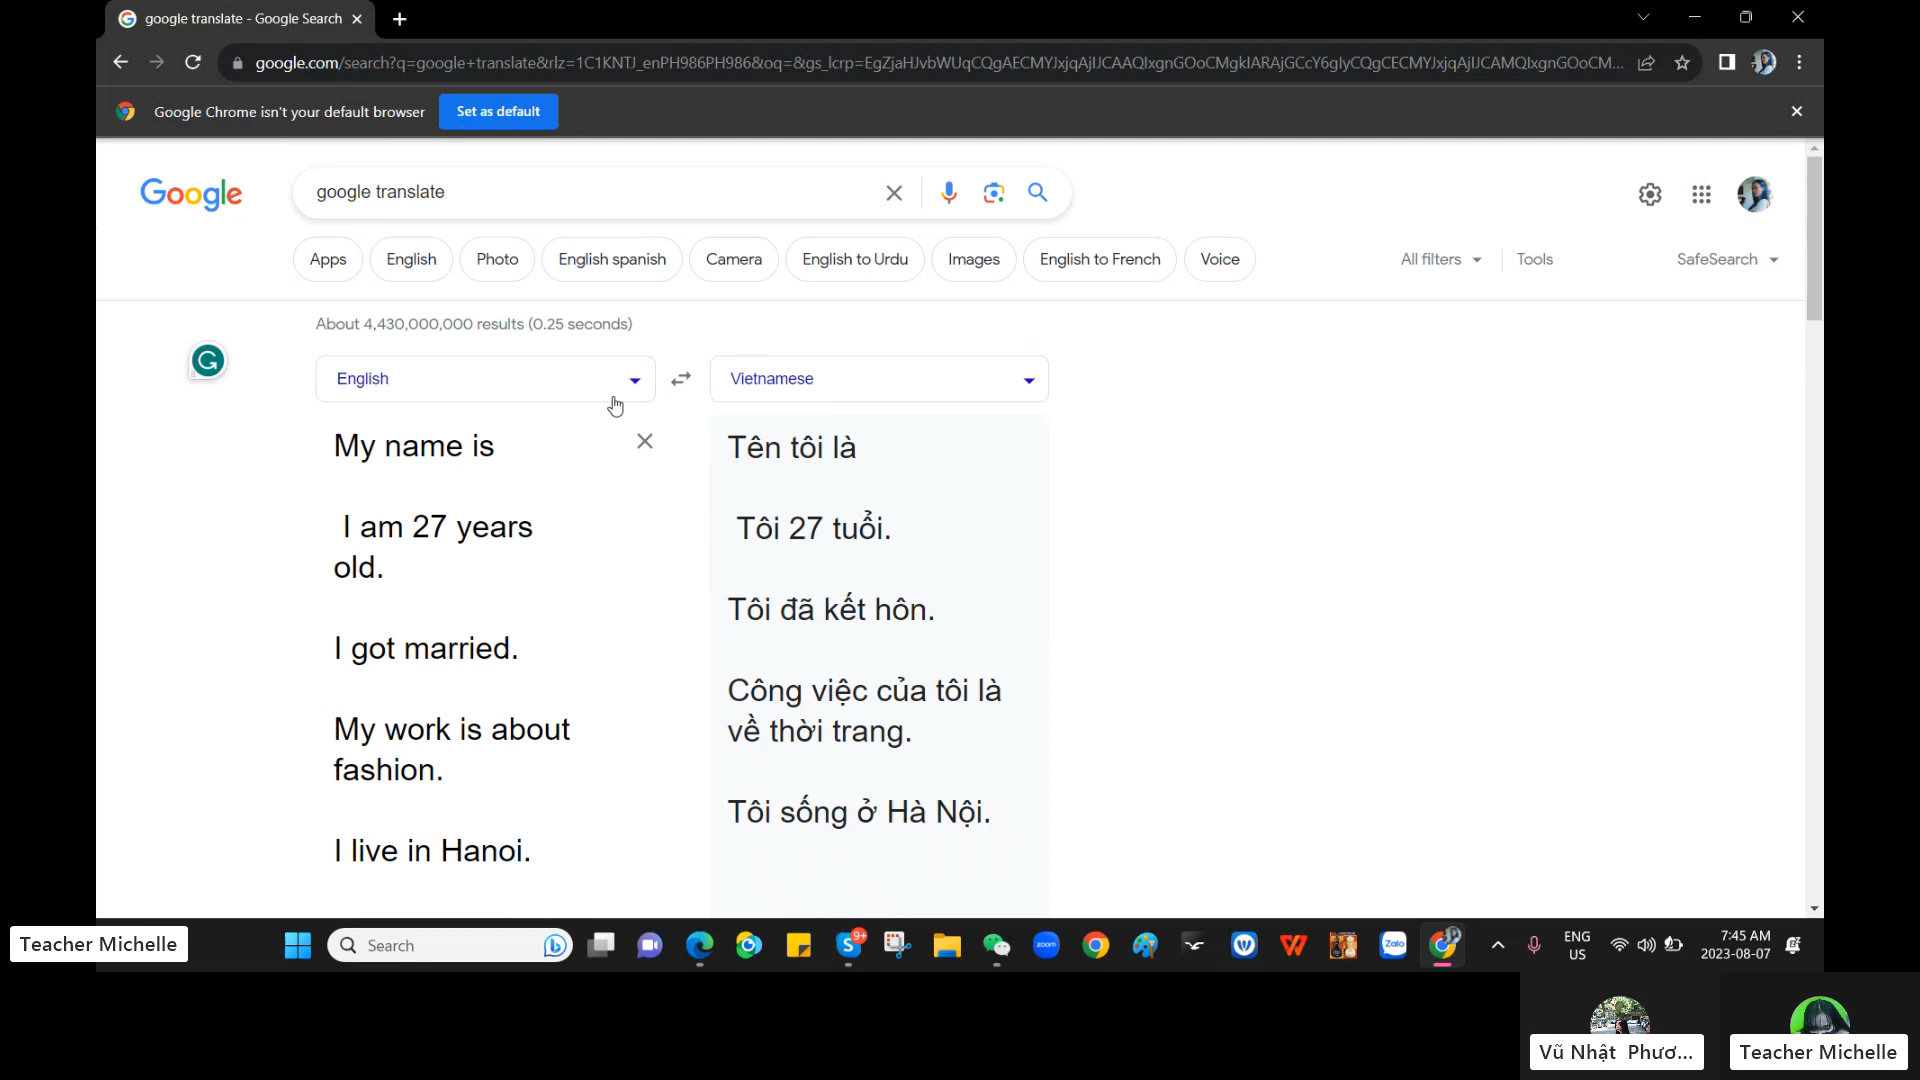 google translate - Google Search
google.com/search?q=google+translate&rlz=1C1KNTJ_enPH986PH986&oq=&gs_lcrp=EgZjaHJvbWUqCQgAECMYJxjqAjIJCAAQIxgnGOoCMgkIARAjGCcY6gIyCQgCECMYJxjqAjIJCAMQIxgnGOoCM...
Google Chrome isn't your default browser
Set as default
Google
google translate
Apps
English
Photo
English spanish
Camera
English to Urdu
Images
English to French
Voice
All filters
Tools
SafeSearch
About 4,430,000,000 results (0.25 seconds)
English
Vietnamese
My name is
I am 27 years
old.
I got married.
My work is about
fashion.
I live in Hanoi.
Tên tôi là
Tôi 27 tuổi.
Tôi đã kết hôn.
Công việc của tôi là
về thời trang.
Tôi sống ở Hà Nội.
Teacher Michelle
Search
9+
zoom
Zalo
ENG
US
7:45 AM
2023-08-07
Vũ Nhật Phươ...
Teacher Michelle